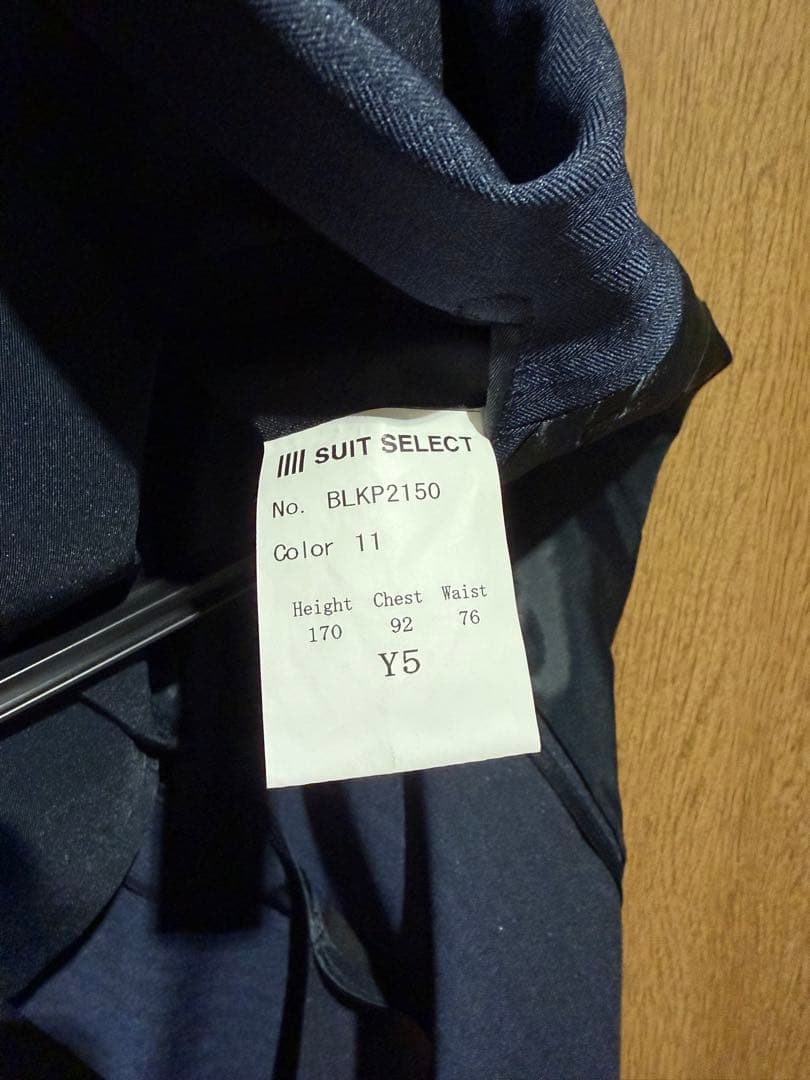 SUIT SELECT
No. BLKP2150
Color 11
Height Chest Waist
170 92 76
Y5